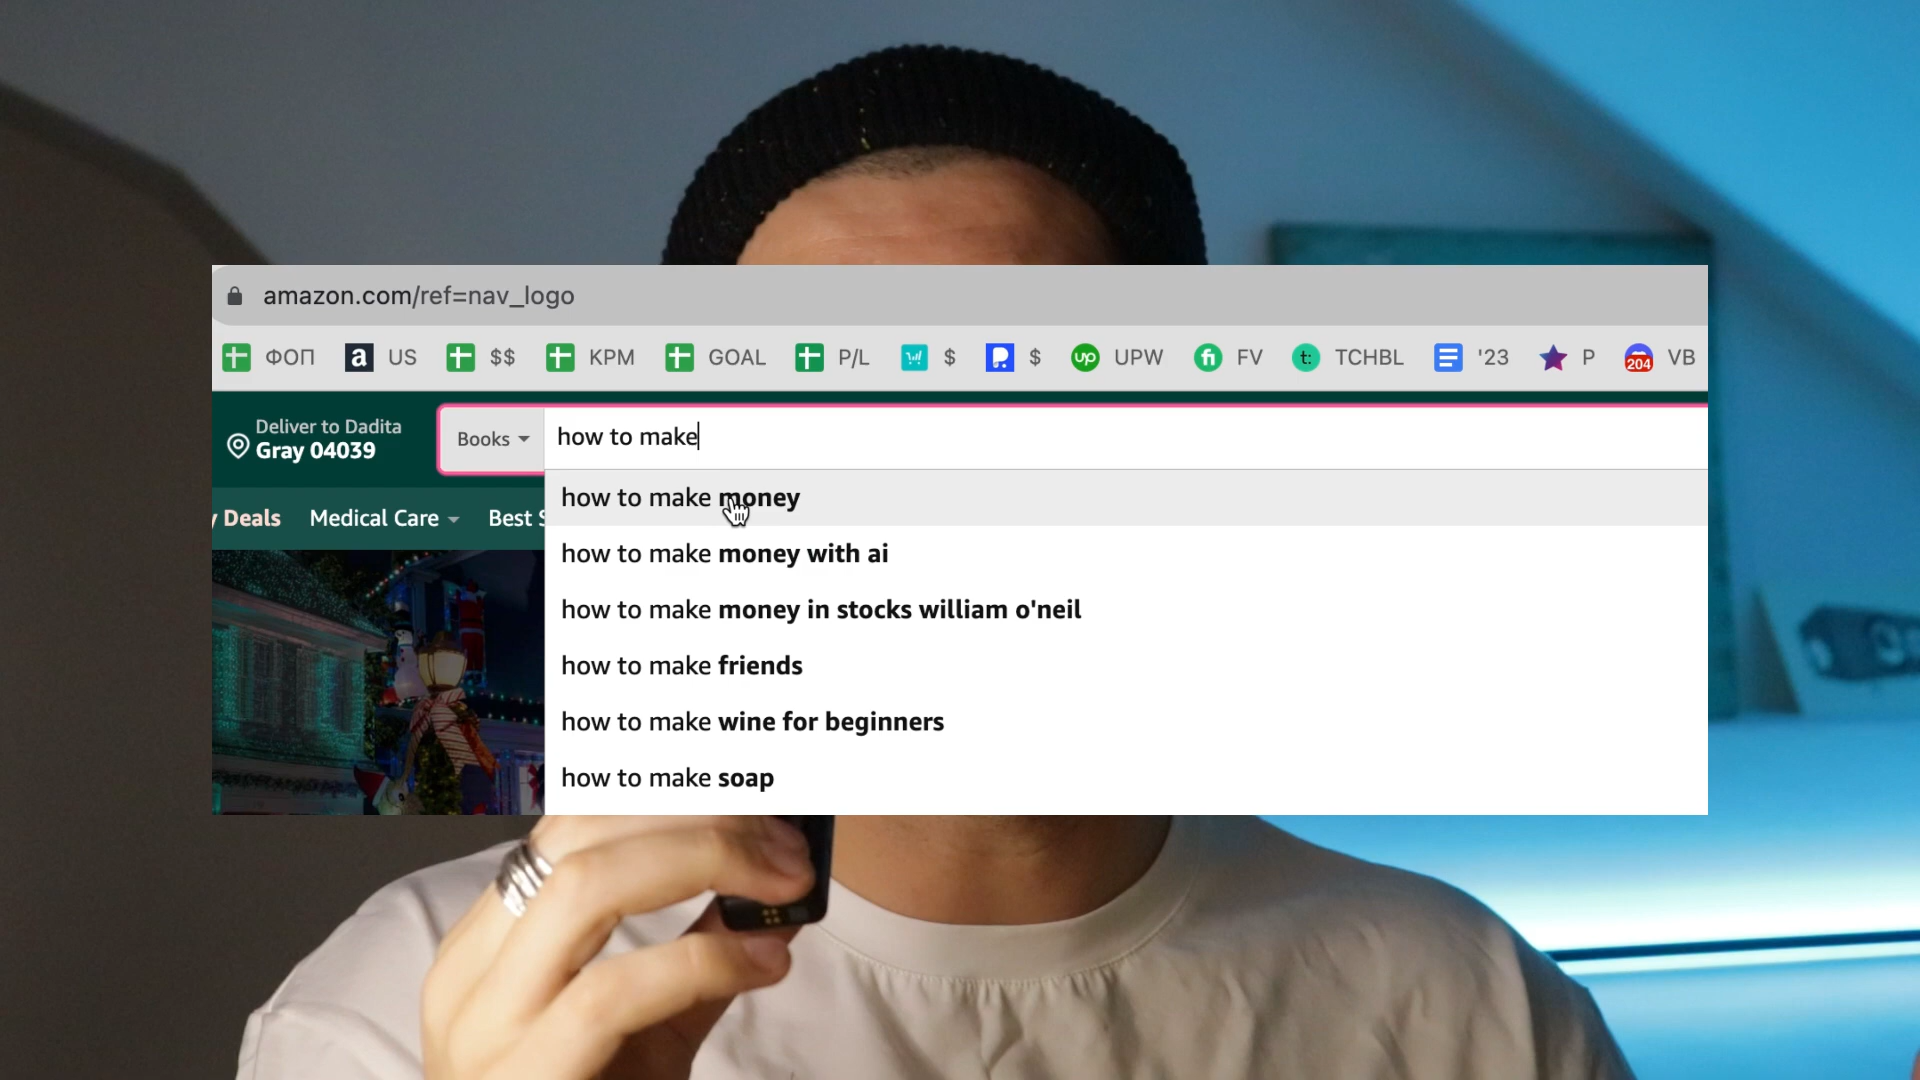 amazon.com/ref=nav_logo
ФОП a US $$ KPM GOAL P/L $ P. $ up UPW fi FV t: TCHBL '23 P 204 VB
Deliver to Dadita
Gray 04039
Books how to make
how to make money
y Deals Medical Care Best S
how to make money with ai
how to make money in stocks william o'neil
how to make friends
how to make wine for beginners
how to make soap